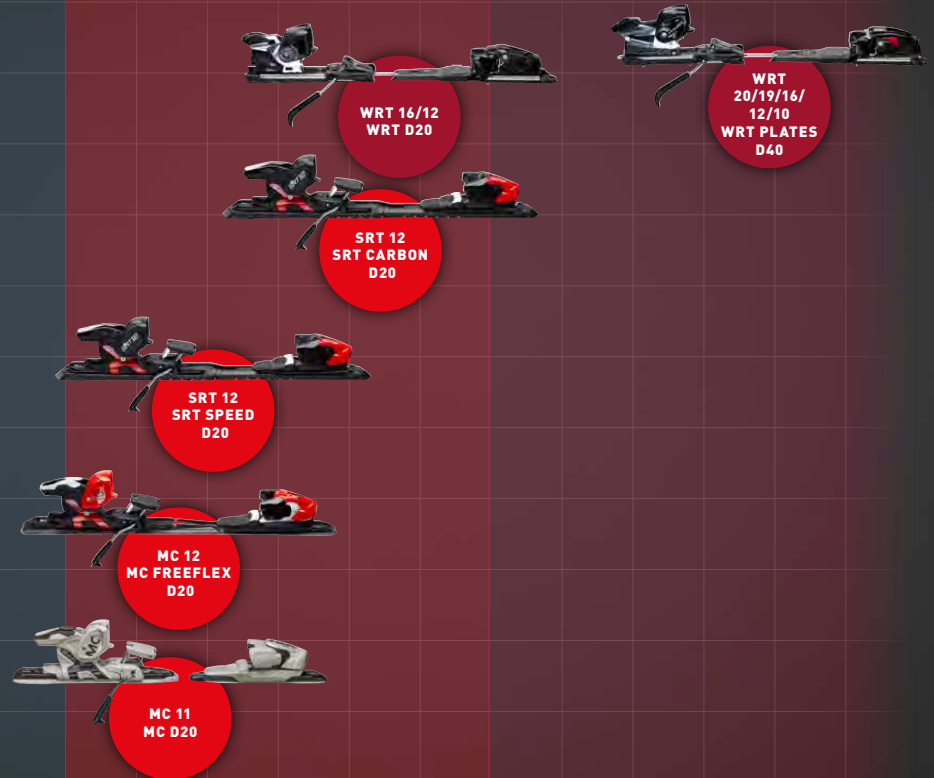 WRT 16/12
WRT D20
WRT
20/19/16/
12/10
WRT PLATES
D40
SRT 12
SRT CARBON
D20
SRT 12
SRT SPEED
D20
MC 12
MC FREEFLEX
D20
MC 11
MC D20